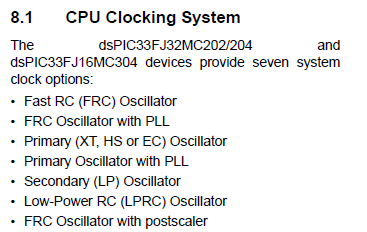 8.1 CPU Clocking System
The dsPIC33FJ32MC202/204 and
dsPIC33FJ16MC304 devices provide seven system
clock options:
• Fast RC (FRC) Oscillator
• FRC Oscillator with PLL
• Primary (XT, HS or EC) Oscillator
• Primary Oscillator with PLL
• Secondary (LP) Oscillator
• Low-Power RC (LPRC) Oscillator
• FRC Oscillator with postscaler